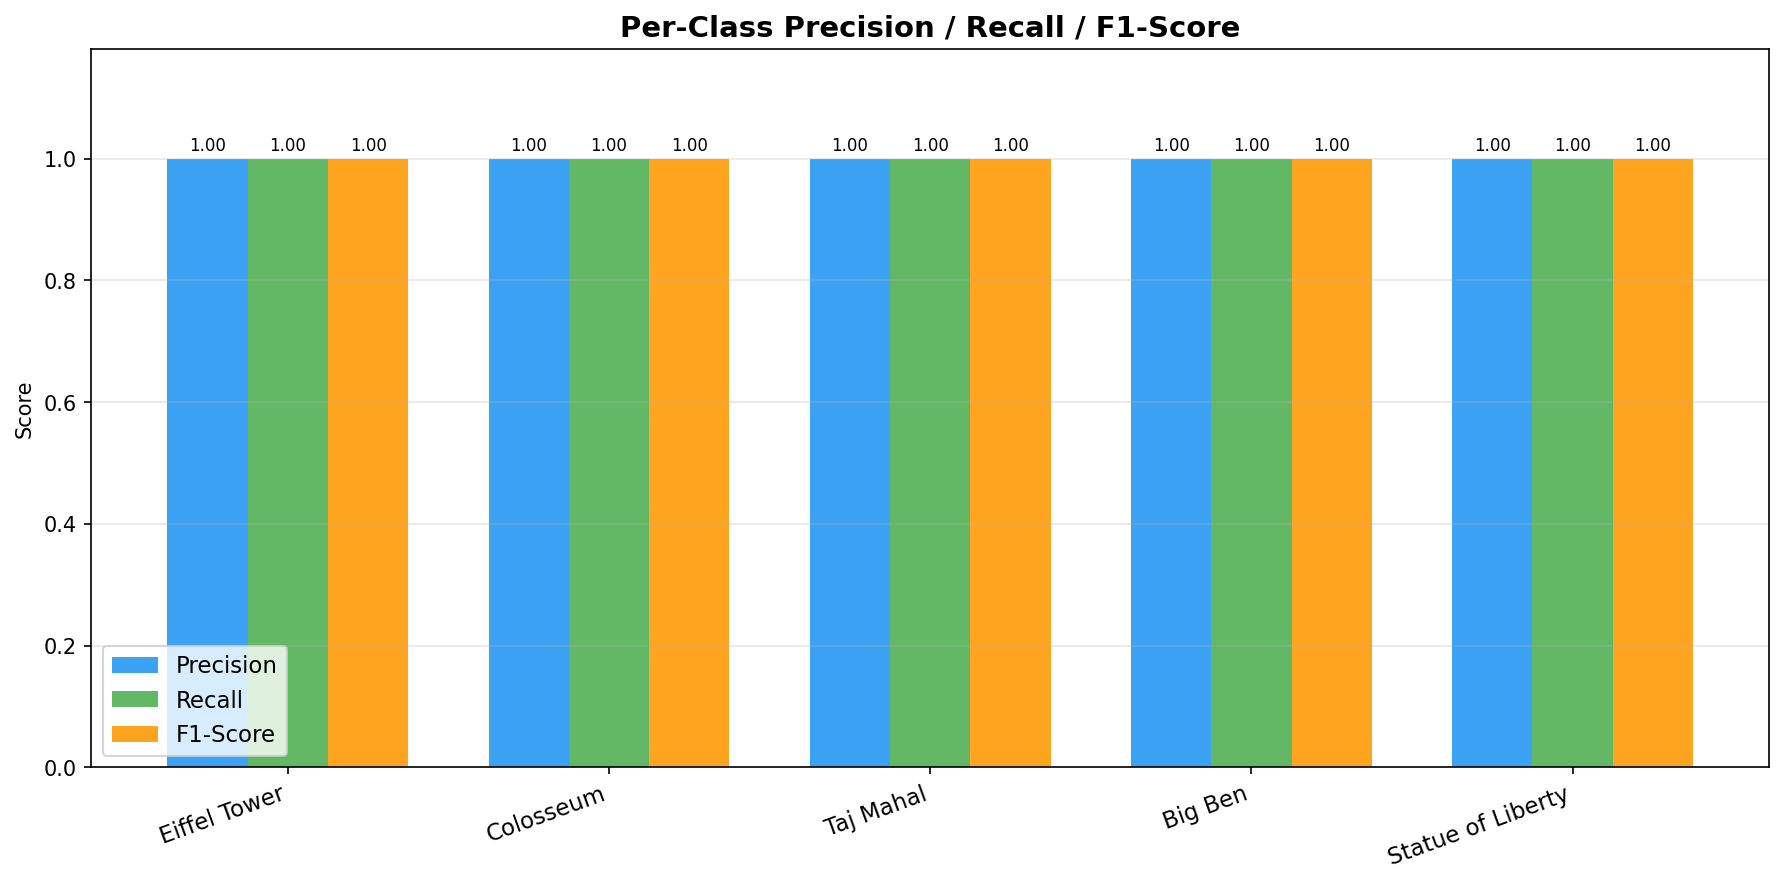 Per-Class Precision / Recall / F1-Score
1.00 1.00 1.00 1.00 1.00 1.00 1.00 1.00 1.00 1.00 1.00 1.00 1.00 1.00 1.00
1.0
0.8
0.6
0.4
0.2
0.0
Score
Precision
Recall
F1-Score
Eiffel Tower
Colosseum
Taj Mahal
Big Ben
Statue of Liberty